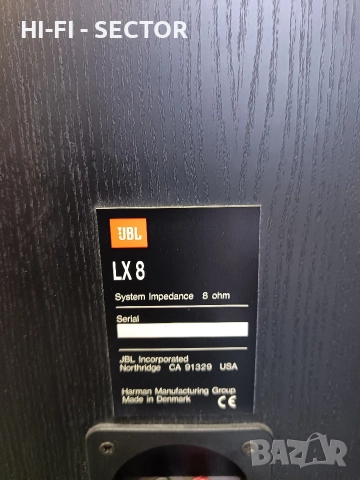 HI-FI - SECTOR
JBL
LX 8
System Impedance 8 ohm
Serial
JBL Incorporated
Northridge CA 91329 USA
Harman Manufacturing Group
Made in Denmark CE
BAZAR